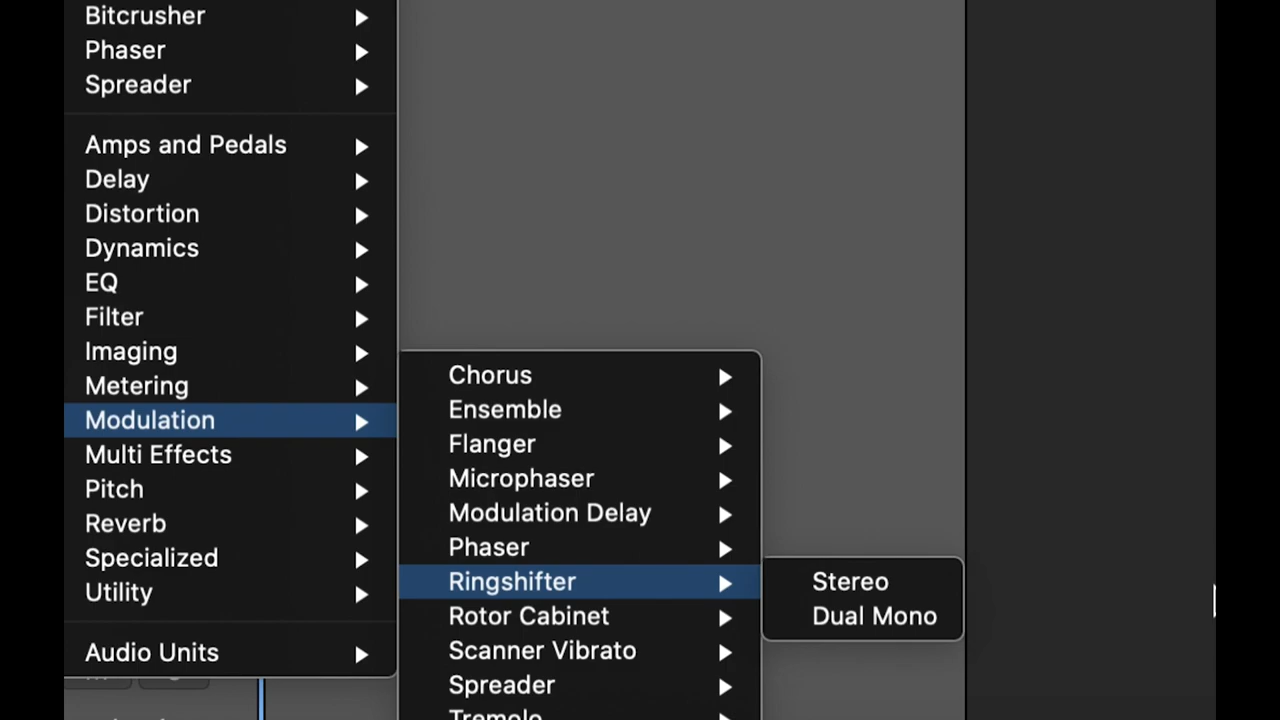 Bitcrusher
Phaser
Spreader
Amps and Pedals
Delay
Distortion
Dynamics
EQ
Filter
Imaging
Metering
Modulation
Multi Effects
Pitch
Reverb
Specialized
Utility
Audio Units
Chorus
Ensemble
Flanger
Microphaser
Modulation Delay
Phaser
Ringshifter
Rotor Cabinet
Scanner Vibrato
Spreader
Tremolo
Stereo
Dual Mono